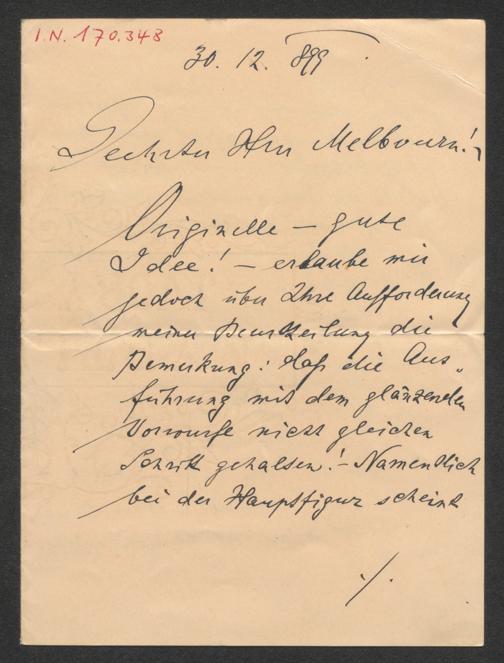 I.N. 170.348
30. 12. 899
Geehrter Herr Melbourn!
Originelle – gute
Idee! – erlaube mir
jedoch über Ihre Aufforderung
meiner Beurtheilung die
Bemerkung: daß die Aus„
führung mit dem glänzenden
Vorwurfe nicht gleichen
Schritt gehalten! – Namentlich
bei der Hauptfigur scheint
./.